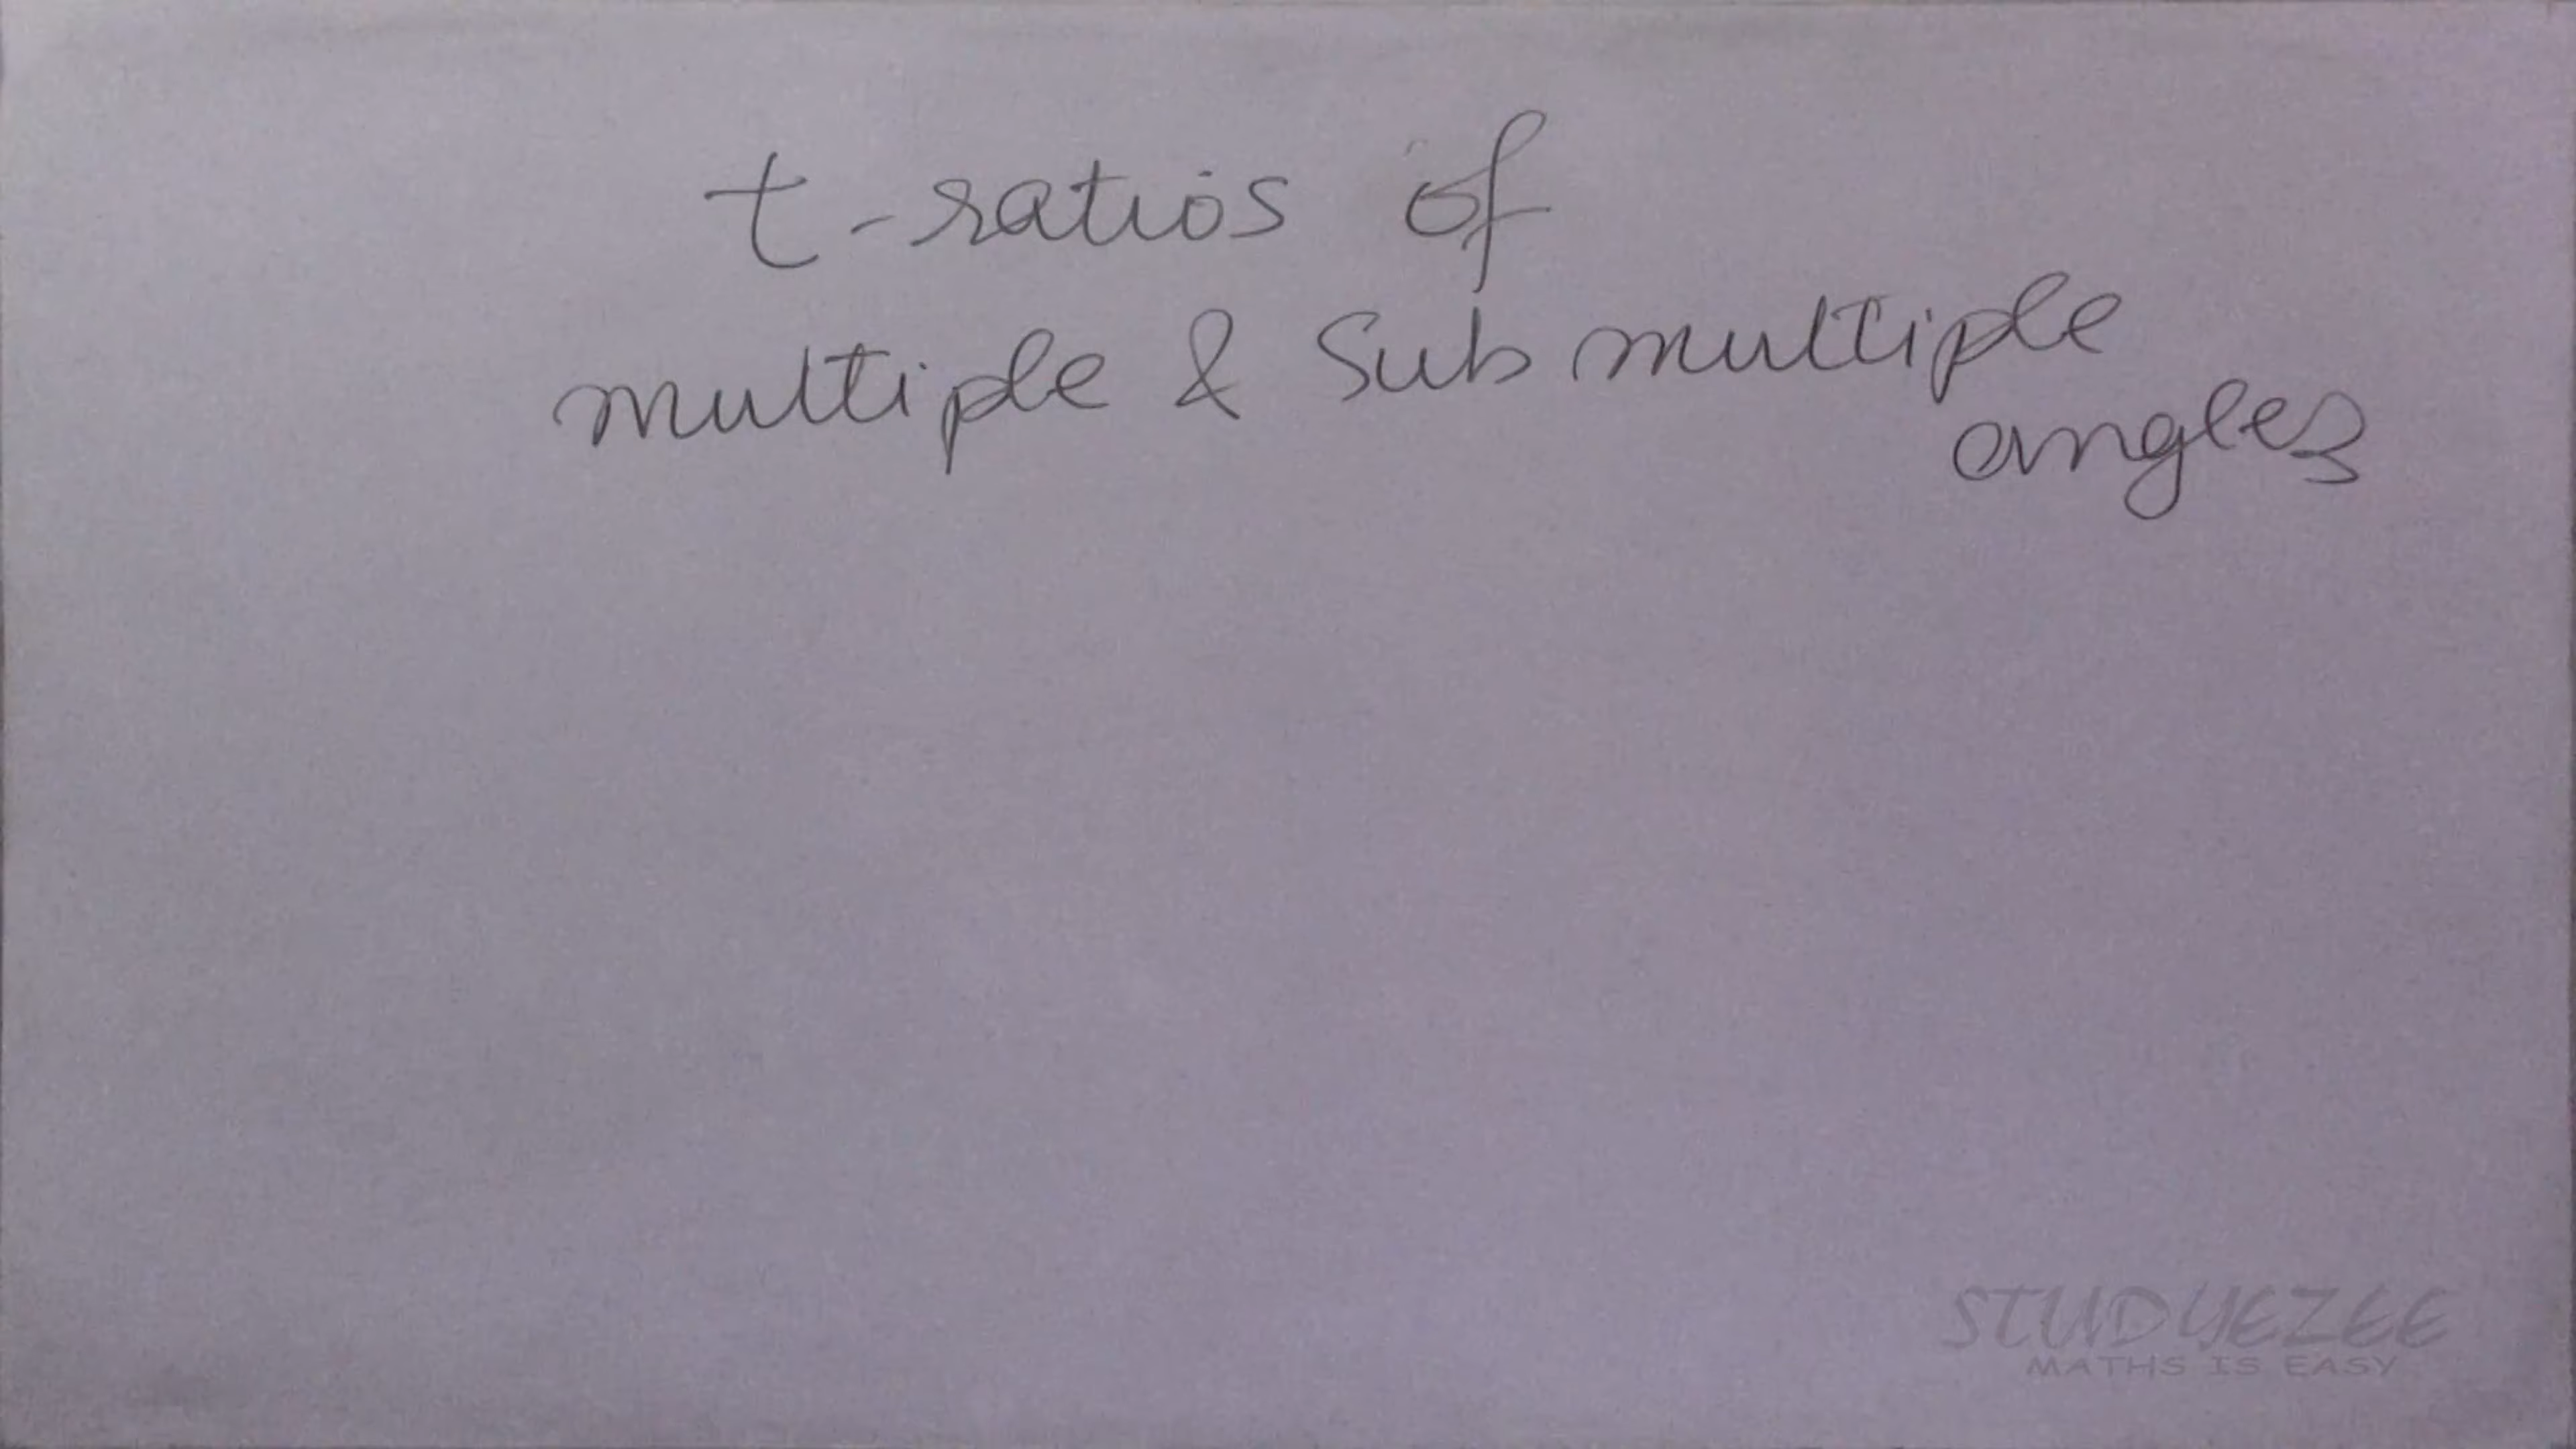 t-ratios of
multiple & Sub multiple
angles
STUDYEZEE
MATHS IS EASY